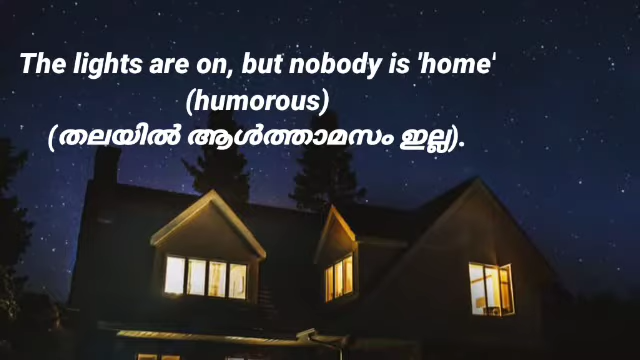 The lights are on, but nobody is 'home'
(humorous)
(തലയിൽ ആൾത്താമസം ഇല്ല).